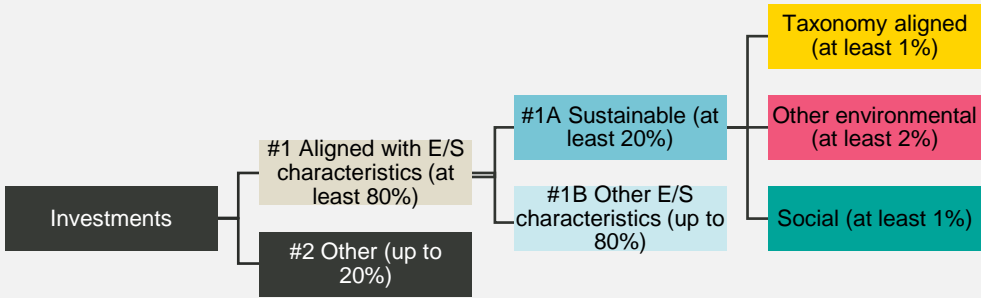 Investments
#1 Aligned with E/S
characteristics (at
least 80%)
#2 Other (up to
20%)
#1A Sustainable (at
least 20%)
#1B Other E/S
characteristics (up to
80%)
Taxonomy aligned
(at least 1%)
Other environmental
(at least 2%)
Social (at least 1%)